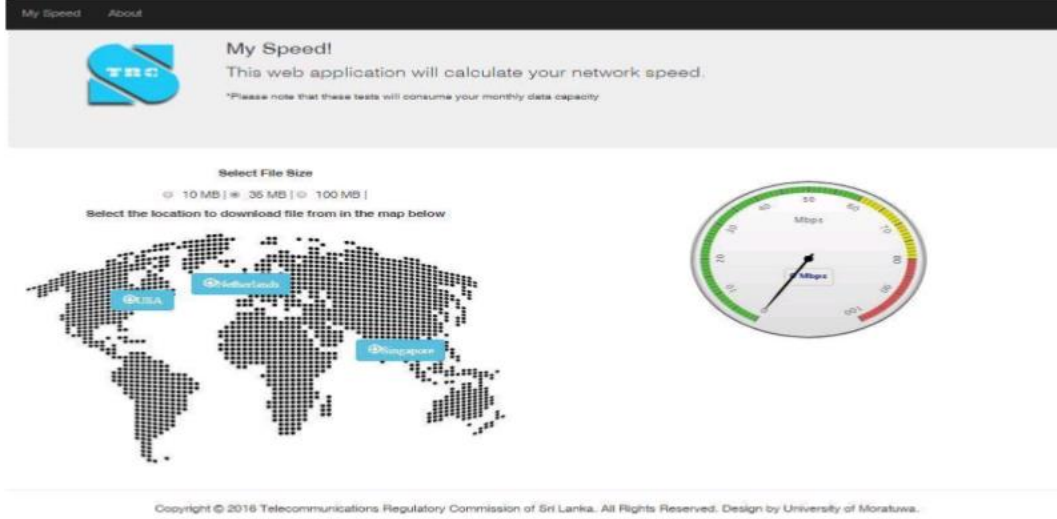 My Speed About
TRC
My Speed!
This web application will calculate your network speed.
*Please note that these tests will consume your monthly data capacity
Select File Size
10 MB | 35 MB | 100 MB |
Select the location to download file from in the map below
Netherlands
USA
Singapore
Mbps
0 10 20 30 40 50 60 70 80 90 100
0 Mbps
Copyright © 2016 Telecommunications Regulatory Commission of Sri Lanka. All Rights Reserved. Design by University of Moratuwa.